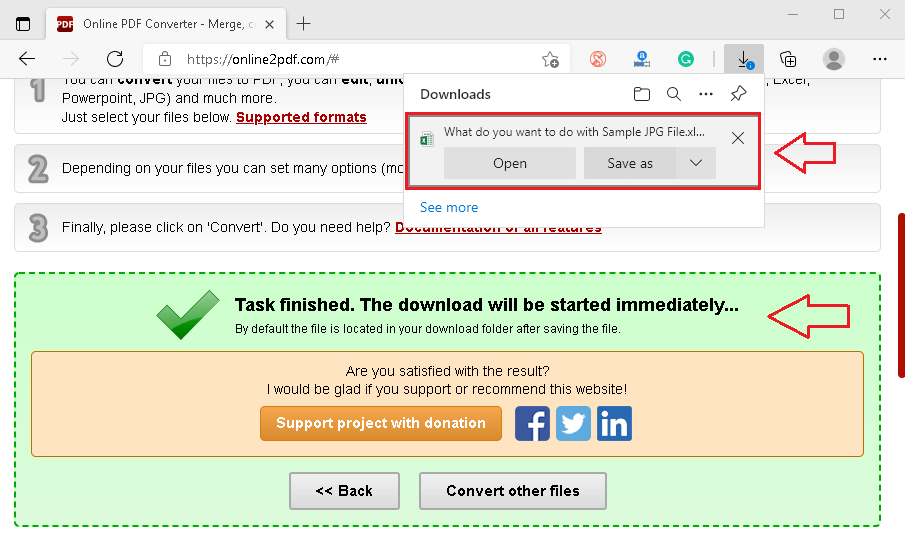 PDF Online PDF Converter - Merge, c
https://online2pdf.com/#
1 You can convert your files to PDF, you can edit, Excel,
Powerpoint, JPG) and much more.
Just select your files below. Supported formats
2 Depending on your files you can set many options (mo
3 Finally, please click on 'Convert'. Do you need help? Documentation of all features
Downloads
What do you want to do with Sample JPG File.xl...
Open
Save as
See more
Task finished. The download will be started immediately...
By default the file is located in your download folder after saving the file.
Are you satisfied with the result?
I would be glad if you support or recommend this website!
Support project with donation
f
in
<< Back
Convert other files